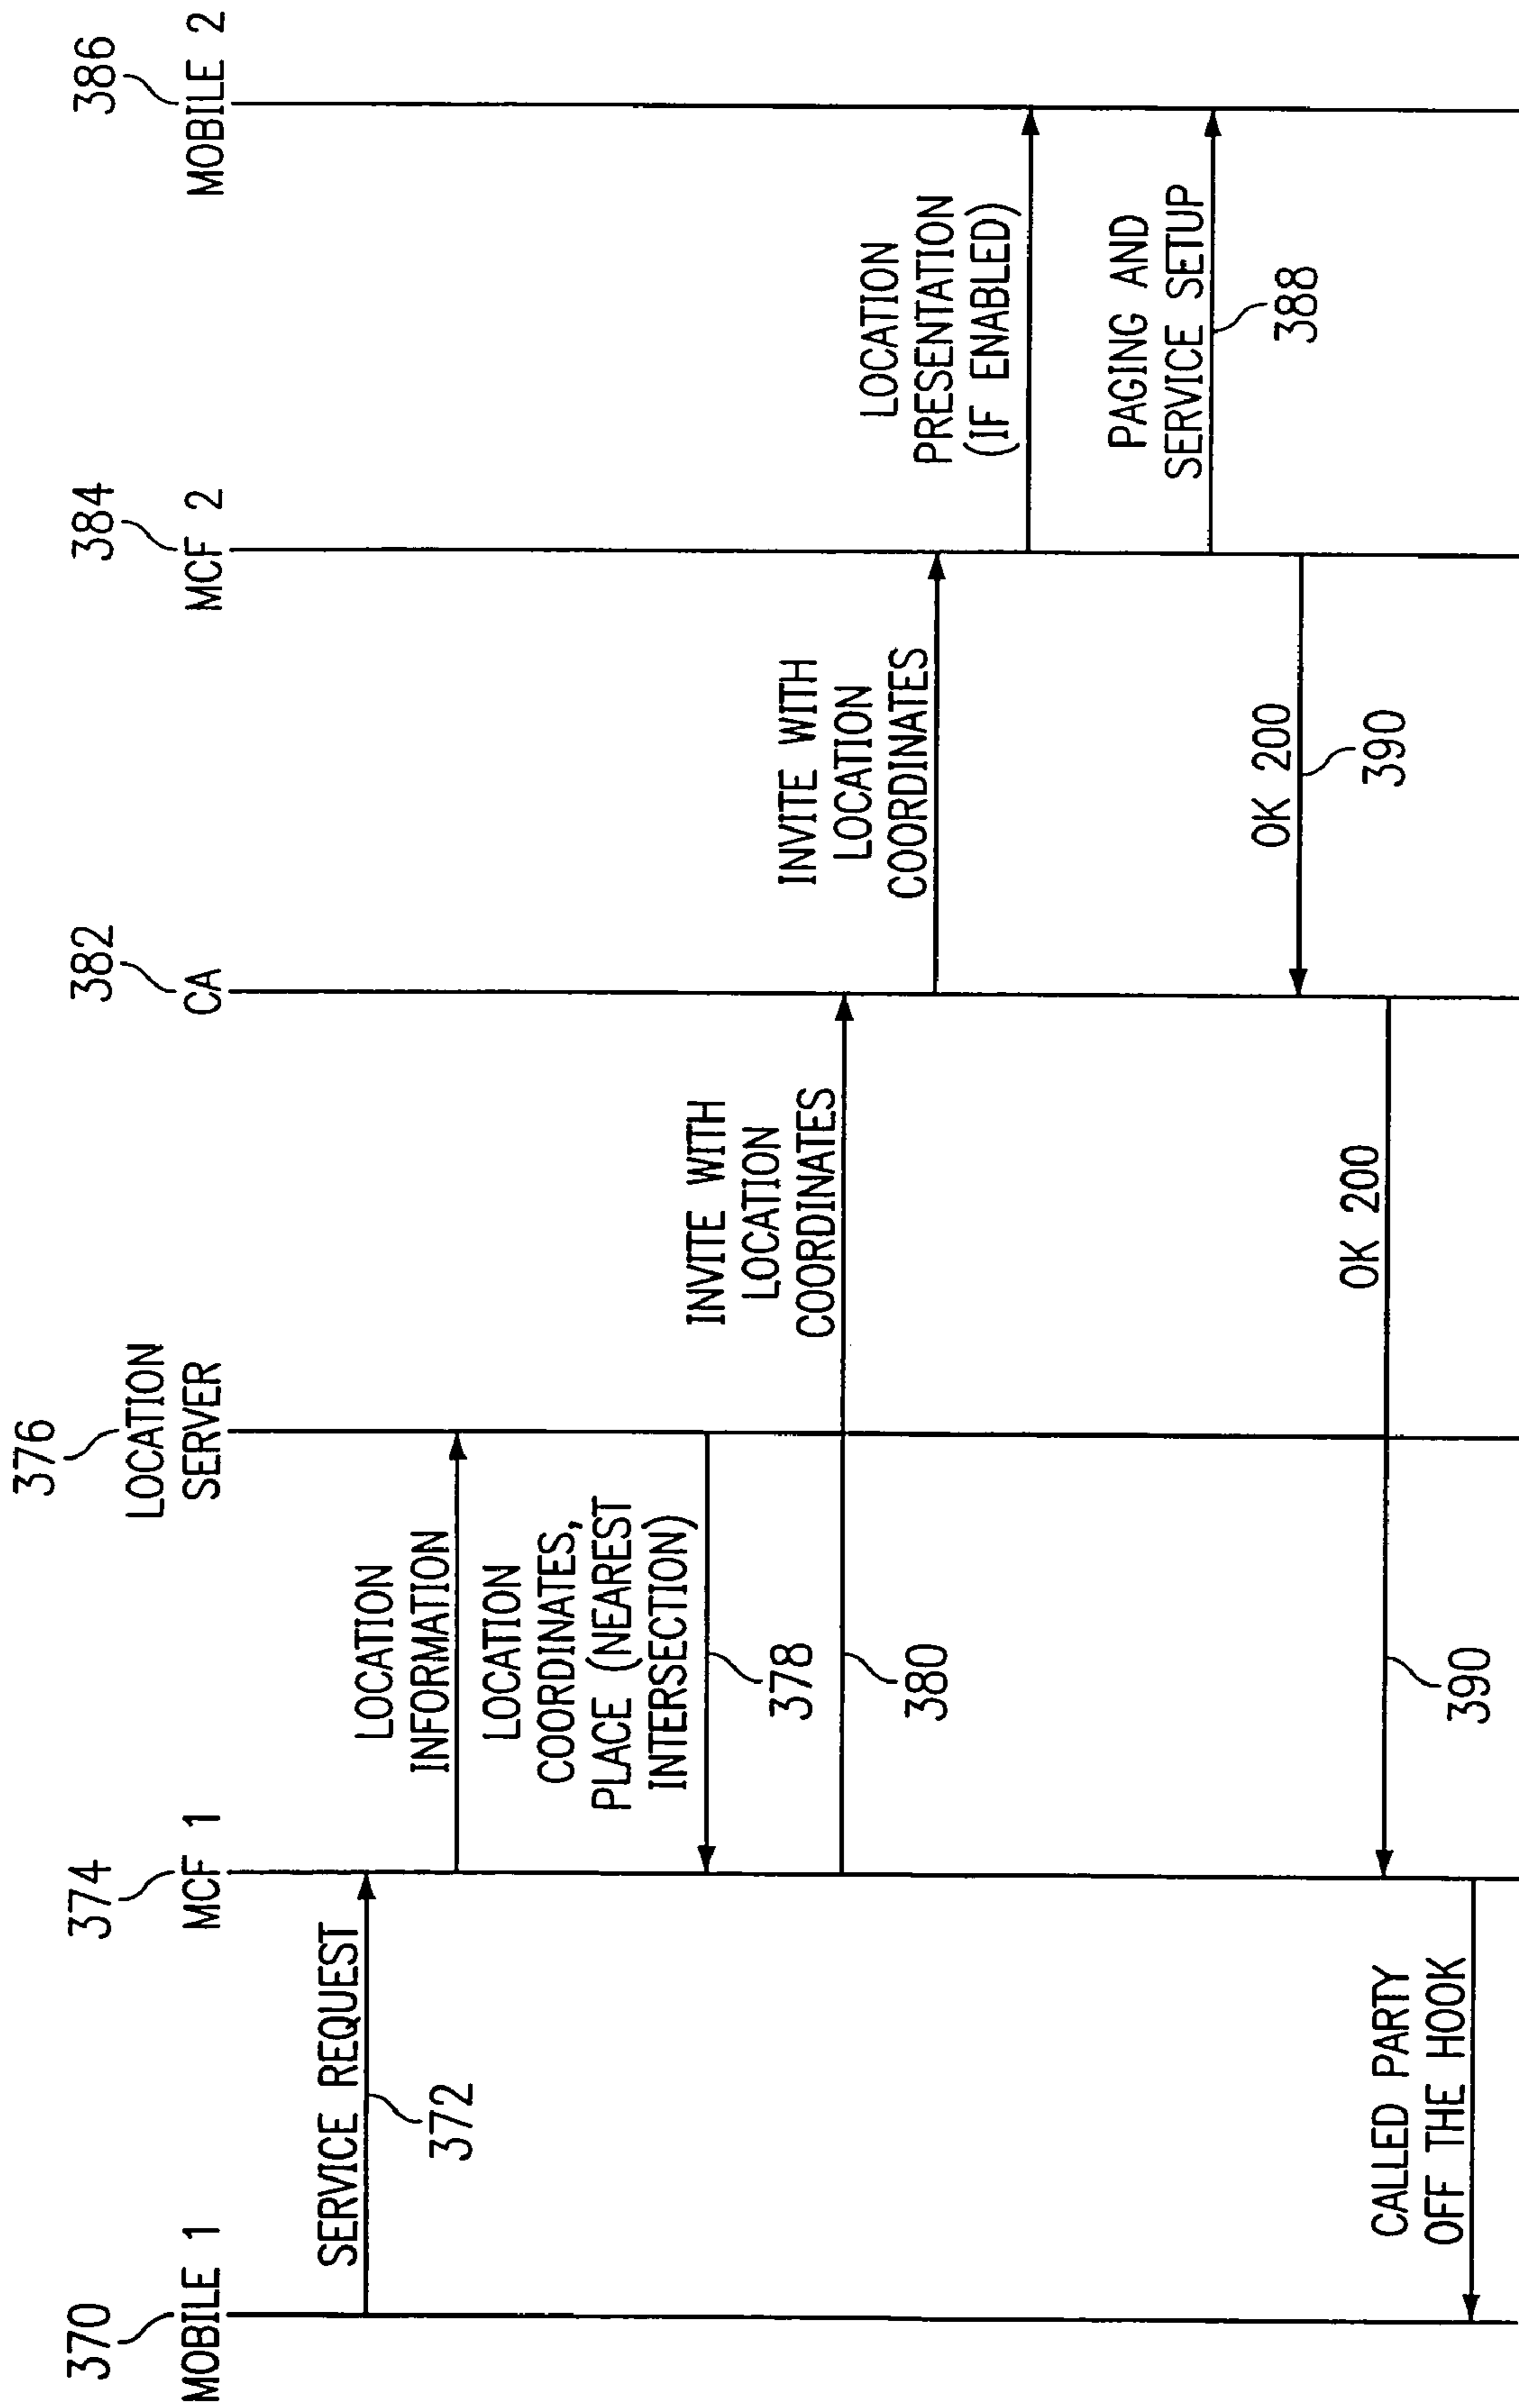 370
MOBILE 1
374
MCF 1
376
LOCATION
SERVER
382
CA
384
MCF 2
386
MOBILE 2
SERVICE REQUEST
372
LOCATION
INFORMATION
LOCATION
COORDINATES,
PLACE (NEAREST
INTERSECTION)
378
INVITE WITH
LOCATION
COORDINATES
380
INVITE WITH
LOCATION
COORDINATES
LOCATION
PRESENTATION
(IF ENABLED)
PAGING AND
SERVICE SETUP
388
OK 200
390
OK 200
390
CALLED PARTY
OFF THE HOOK